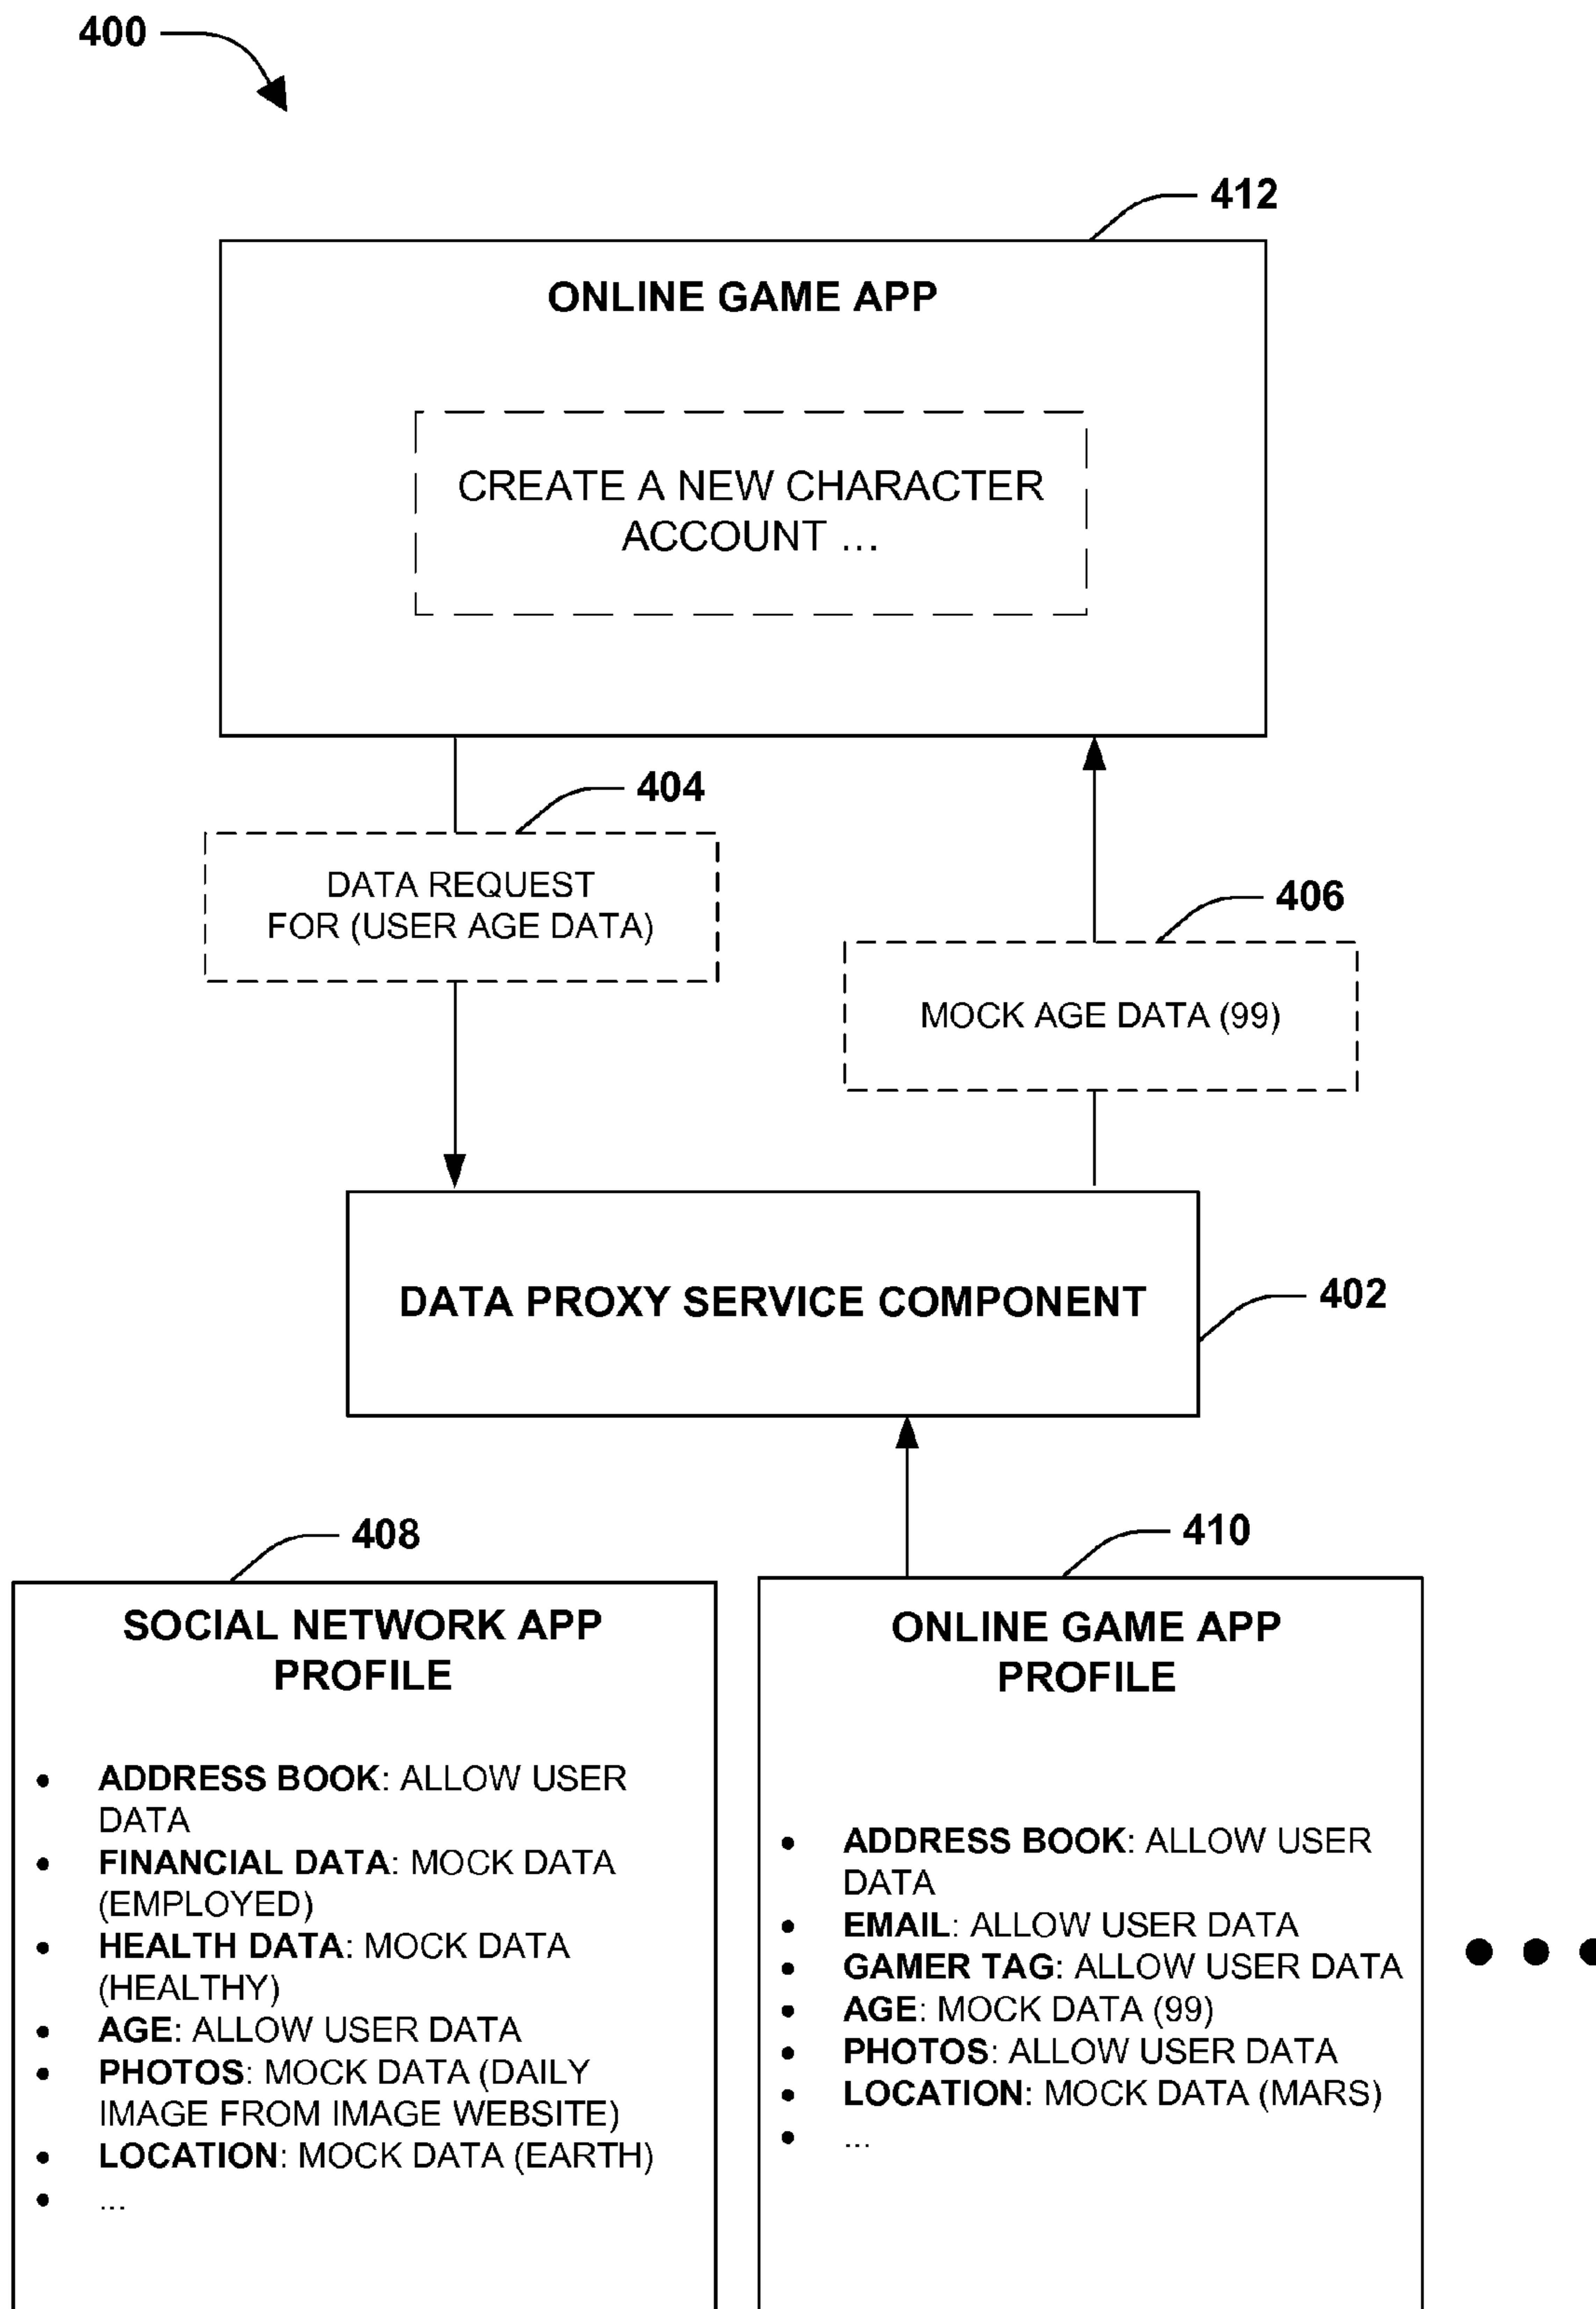 400
412
ONLINE GAME APP
CREATE A NEW CHARACTER
ACCOUNT ...
404
DATA REQUEST
FOR (USER AGE DATA)
406
MOCK AGE DATA (99)
DATA PROXY SERVICE COMPONENT
402
408
SOCIAL NETWORK APP
PROFILE
• ADDRESS BOOK: ALLOW USER
DATA
• FINANCIAL DATA: MOCK DATA
(EMPLOYED)
• HEALTH DATA: MOCK DATA
(HEALTHY)
• AGE: ALLOW USER DATA
• PHOTOS: MOCK DATA (DAILY
IMAGE FROM IMAGE WEBSITE)
• LOCATION: MOCK DATA (EARTH)
• ...
410
ONLINE GAME APP
PROFILE
• ADDRESS BOOK: ALLOW USER
DATA
• EMAIL: ALLOW USER DATA
• GAMER TAG: ALLOW USER DATA
• AGE: MOCK DATA (99)
• PHOTOS: ALLOW USER DATA
• LOCATION: MOCK DATA (MARS)
• ...